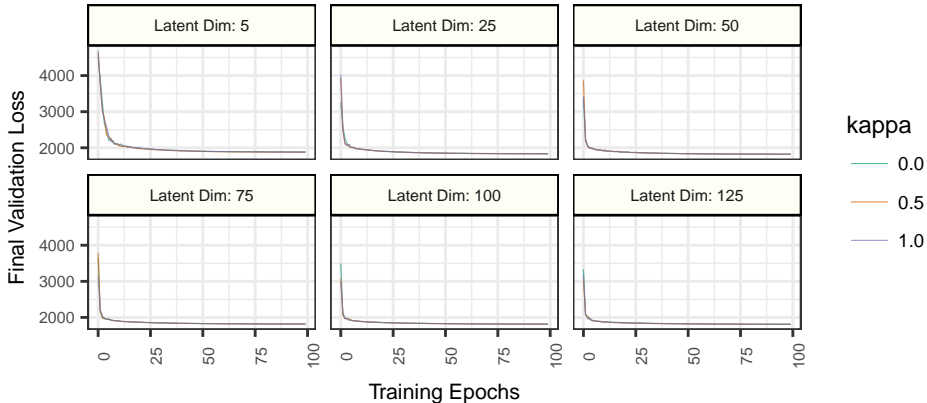 Latent Dim: 5
Latent Dim: 25
Latent Dim: 50
4000
3000
2000
Latent Dim: 75
Latent Dim: 100
Latent Dim: 125
4000
3000
2000
0 25 50 75 100
0 25 50 75 100
0 25 50 75 100
Training Epochs
Final Validation Loss
kappa
0.0
0.5
1.0